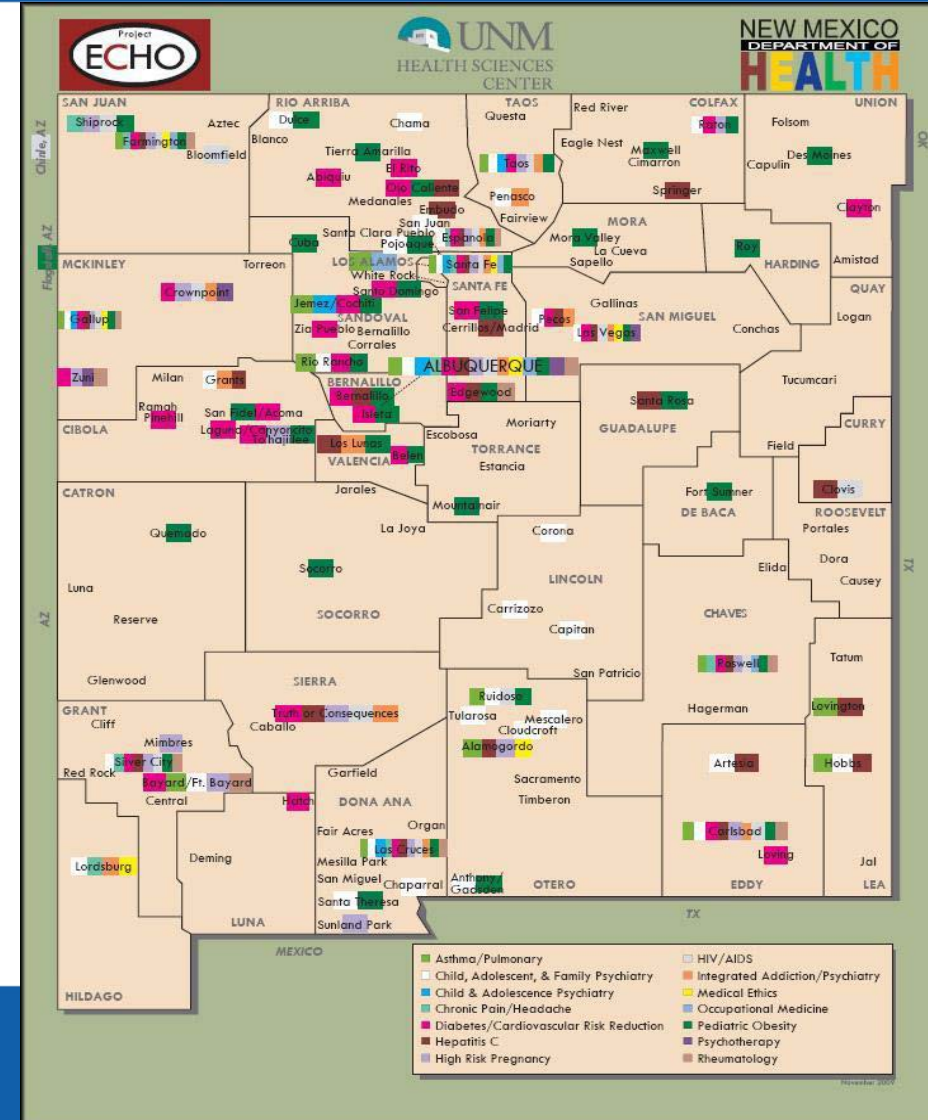 Project
ECHO
UNM
HEALTH SCIENCES
CENTER
NEW MEXICO
DEPARTMENT OF
HEALTH
SAN JUAN
RIO ARRIBA
TAOS
COLFAX
UNION
Shiprock
Aztec
Farmington
Bloomfield
Blanco
Dulce
Chama
Tierra Amarilla
El Rito
Abiquiu
Ojo Caliente
Medanales
Embudo
San Juan
Santa Clara Pueblo
Espanola
Pojoaque
Cuba
Questa
Red River
Eagle Nest
Taos
Penasco
Fairview
Raton
Maxwell
Cimarron
Springer
Folsom
Capulin
Des Moines
Clayton
Amistad
MORA
Mora Valley
La Cueva
Sapello
Roy
HARDING
Chinle, AZ
AZ
OK
MCKINLEY
Torreon
Crownpoint
Gallup
Zuni
LOS ALAMOS
White Rock
Santa Fe
SANTA FE
Santo Domingo
Jemez/Cochiti
SANDOVAL
Zia Pueblo
Bernalillo
Corrales
Rio Rancho
San Felipe
Cerrillos/Madrid
Pecos
Gallinas
SAN MIGUEL
Las Vegas
Conchas
QUAY
Logan
Tucumcari
ALBUQUERQUE
BERNALILLO
Bernalillo
Isleta
Edgewood
Milan
Grants
Ramah
Pinehill
San Fidel/Acoma
Laguna/Canyoncito
To'hajiilee
CIBOLA
Los Lunas
VALENCIA
Belen
Escobosa
Moriarty
TORRANCE
Estancia
Mountainair
Santa Rosa
GUADALUPE
CURRY
Field
Clovis
Fort Sumner
DE BACA
ROOSEVELT
Portales
Dora
Causey
Elida
TX
CATRON
Quemado
Luna
Reserve
Glenwood
AZ
Jarales
La Joya
Socorro
SOCORRO
Corona
LINCOLN
Carrizozo
Capitan
San Patricio
CHAVES
Roswell
Hagerman
Tatum
Lovington
Hobbs
Jal
LEA
GRANT
Cliff
Mimbres
Silver City
Red Rock
Bayard/Ft. Bayard
Central
SIERRA
Truth or Consequences
Caballo
Ruidoso
Tularosa
Mescalero
Cloudcroft
Alamogordo
Sacramento
Timberon
OTERO
Artesia
Carlsbad
Loving
EDDY
Garfield
Hatch
DONA ANA
Organ
Fair Acres
Las Cruces
Mesilla Park
San Miguel
Chaparral
Santa Theresa
Sunland Park
Anthony/
Gadsden
Lordsburg
Deming
LUNA
HILDAGO
MEXICO
TX
Asthma/Pulmonary
Child, Adolescent, & Family Psychiatry
Child & Adolescence Psychiatry
Chronic Pain/Headache
Diabetes/Cardiovascular Risk Reduction
Hepatitis C
High Risk Pregnancy
HIV/AIDS
Integrated Addiction/Psychiatry
Medical Ethics
Occupational Medicine
Pediatric Obesity
Psychotherapy
Rheumatology
November 2009